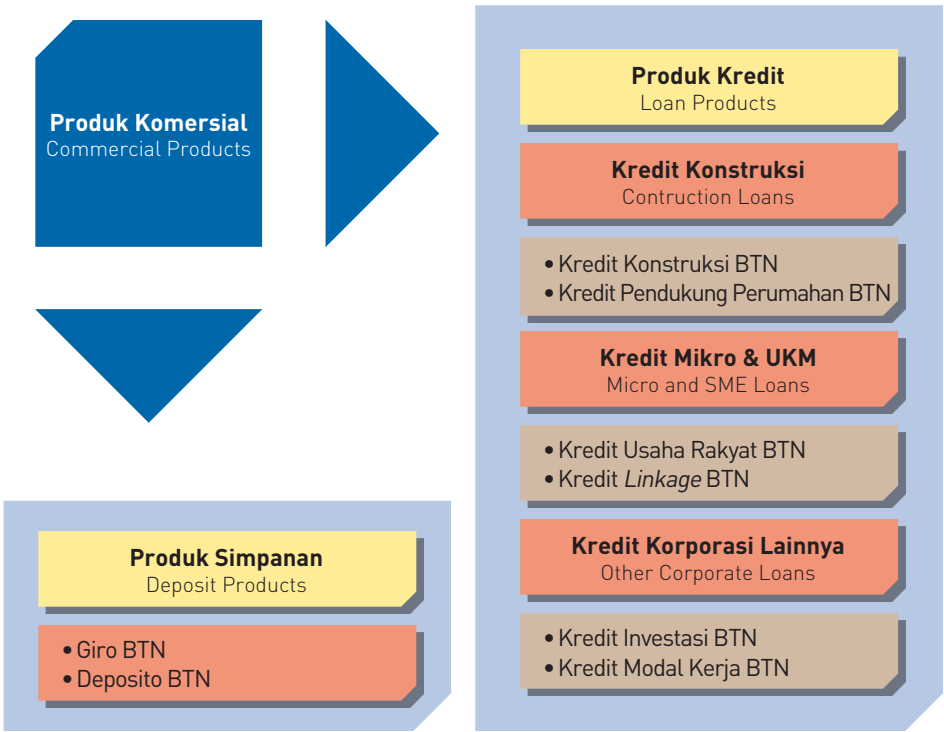 Produk Komersial
Commercial Products
Produk Kredit
Loan Products
Kredit Konstruksi
Contruction Loans
• Kredit Konstruksi BTN
• Kredit Pendukung Perumahan BTN
Kredit Mikro & UKM
Micro and SME Loans
• Kredit Usaha Rakyat BTN
• Kredit Linkage BTN
Kredit Korporasi Lainnya
Other Corporate Loans
• Kredit Investasi BTN
• Kredit Modal Kerja BTN
Produk Simpanan
Deposit Products
• Giro BTN
• Deposito BTN